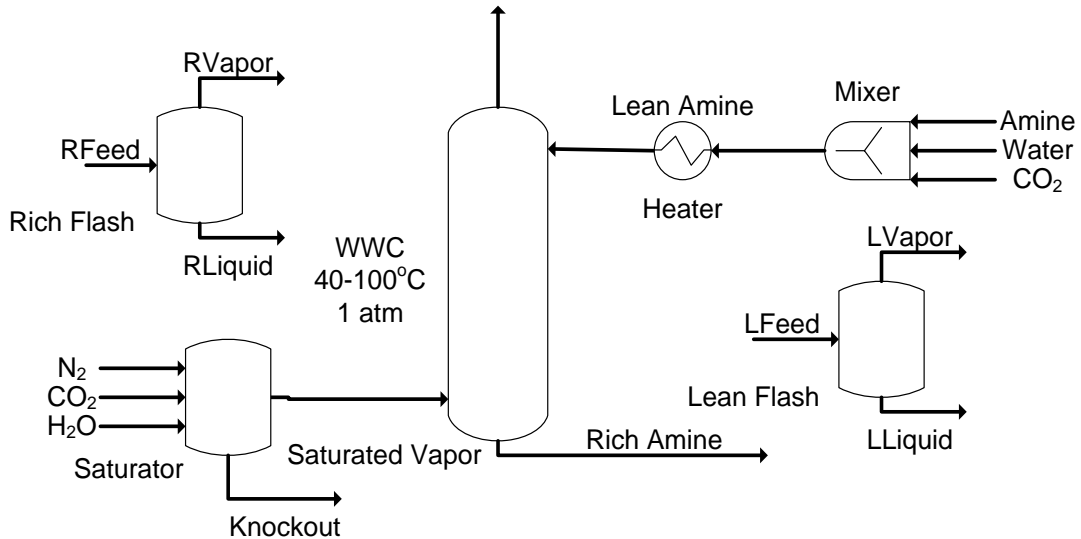 RVapor
RFeed
Rich Flash
RLiquid
WWC
40-100°C
1 atm
Lean Amine
Heater
Mixer
Amine
Water
CO₂
LVapor
LFeed
Lean Flash
LLiquid
N₂
CO₂
H₂O
Saturator
Saturated Vapor
Knockout
Rich Amine